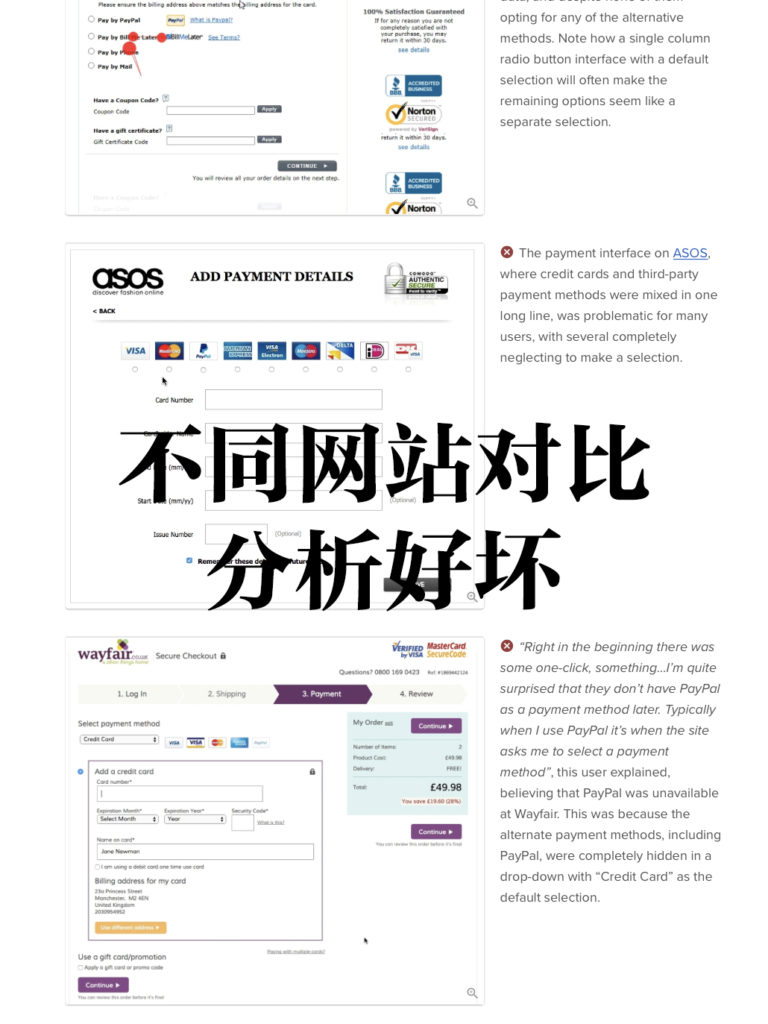 Please ensure the billing address above matches the billing address for the card.
Pay by PayPal
PayPal
What is Paypal?
Pay by Bill Me Later
BillMeLater
See Terms?
Pay by Phone
Pay by Mail
Have a Coupon Code?
Coupon Code
Apply
Have a gift certificate?
Gift Certificate Code
Apply
CONTINUE
You will review all your order details on the next step.
Have a Coupon Code?
100% Satisfaction Guaranteed
If for any reason you are not
completely satisfied with
your purchase, you may
return it within 30 days.
see details
BBB
ACCREDITED
BUSINESS
Norton
SECURED
powered by VeriSign
return it within 30 days.
see details
BBB
ACCREDITED
BUSINESS
Norton
opting for any of the alternative
methods. Note how a single column
radio button interface with a default
selection will often make the
remaining options seem like a
separate selection.
asos
discover fashion online
ADD PAYMENT DETAILS
COMODO
AUTHENTIC
& SECURE
< BACK
VISA
MasterCard
PayPal
AMERICAN EXPRESS
VISA Electron
Maestro
DELTA
VISA
Card Number
Start Date (mm/yy)
(Optional)
Issue Number
(Optional)
不同网站对比
分析好坏
The payment interface on ASOS,
where credit cards and third-party
payment methods were mixed in one
long line, was problematic for many
users, with several completely
neglecting to make a selection.
wayfair.co.uk
Secure Checkout
VERIFIED by VISA
MasterCard SecureCode
Questions? 0800 169 0423
1. Log In
2. Shipping
3. Payment
4. Review
Select payment method
Credit Card
VISA
PayPal
Add a credit card
Card number*
Expiration Month*
Expiration Year*
Security Code*
Select Month
Year
What is this?
Name on card*
Jane Newman
I am using a debit card one time use card
Billing address for my card
23u Princess Street
Manchester, M2 4EN
United Kingdom
2030954952
Use different address
Paying with multiple cards?
Use a gift card/promotion
Apply a gift card or promo code
Continue
You can review this order before it's final
My Order
edit
Continue
Number of Items:
2
Product Cost:
£49.98
Delivery:
FREE!
Total:
£49.98
You save £19.60 (28%)
Continue
You can review this order before it's final
“Right in the beginning there was
some one-click, something...I’m quite
surprised that they don’t have PayPal
as a payment method later. Typically
when I use PayPal it’s when the site
asks me to select a payment
method”, this user explained,
believing that PayPal was unavailable
at Wayfair. This was because the
alternate payment methods, including
PayPal, were completely hidden in a
drop-down with “Credit Card” as the
default selection.